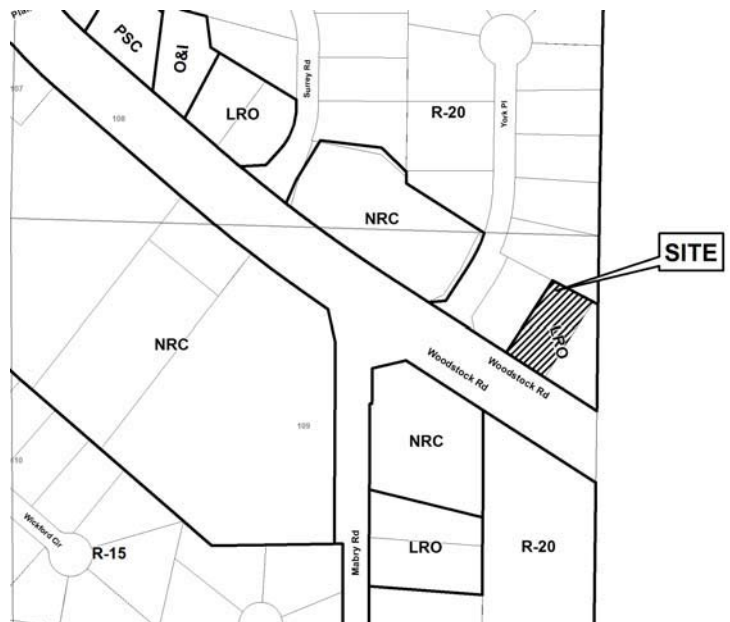 PSC
O&I
LRO
Surrey Rd
R-20
York Pl
107
108
NRC
SITE
LRO
NRC
Woodstock Rd
Woodstock Rd
NRC
109
LRO
R-20
Mabry Rd
Wickford Cir
R-15